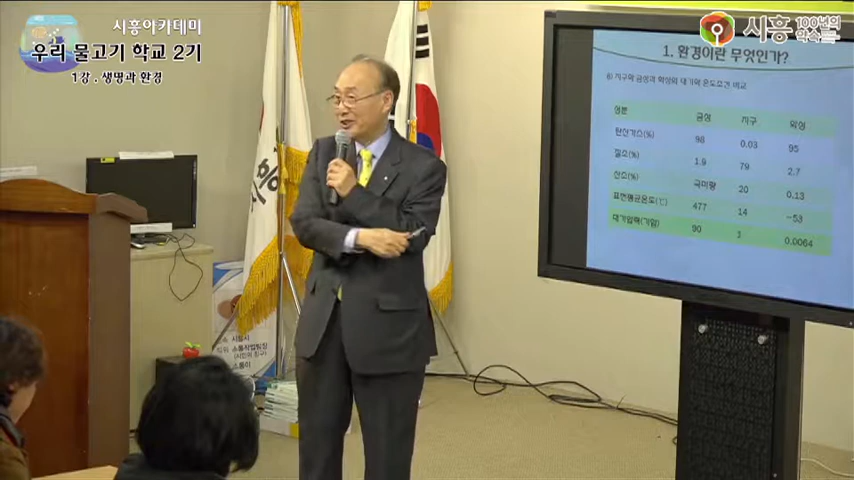 시흥아카데미
우리 물고기 학교 2기
1강. 생명과 환경
시흥 100년의 약속
1. 환경이란 무엇인가?
6) 지구와 금성의 화성의 대기와 온도조건 비교
성분 금성 지구 화성
탄산가스(%) 98 0.03 95
질소(%) 1.9 79 2.7
산소(%) 극미량 20 0.13
표면평균온도(℃) 477 14 -53
대기압력(기압) 90 1 0.0064
시흥